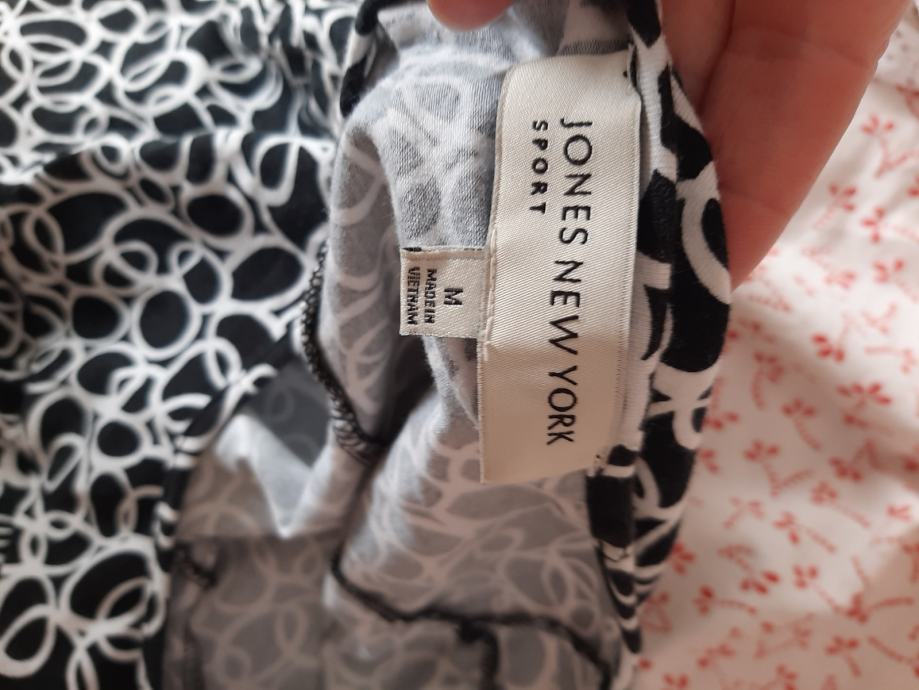 JONES NEW YORK
SPORT
M
MADE IN
VIETNAM